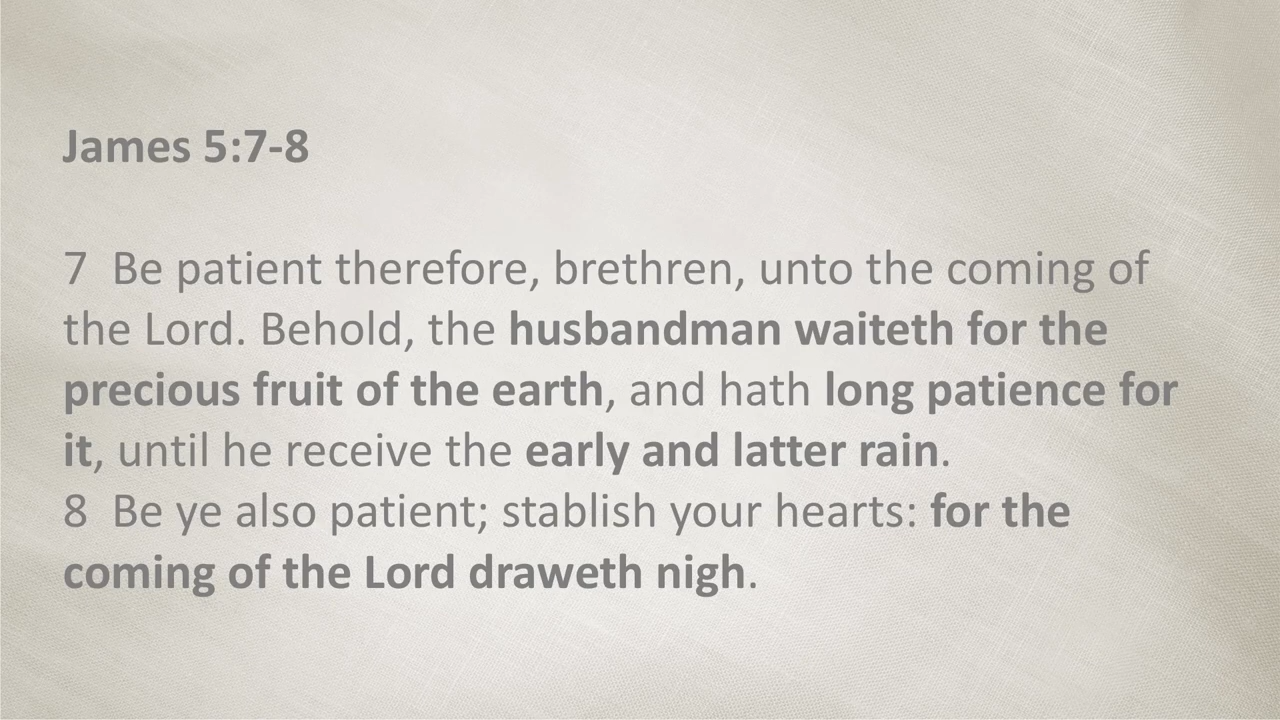 James 5:7-8
7 Be patient therefore, brethren, unto the coming of
the Lord. Behold, the husbandman waiteth for the
precious fruit of the earth, and hath long patience for
it, until he receive the early and latter rain.
8 Be ye also patient; stablish your hearts: for the
coming of the Lord draweth nigh.